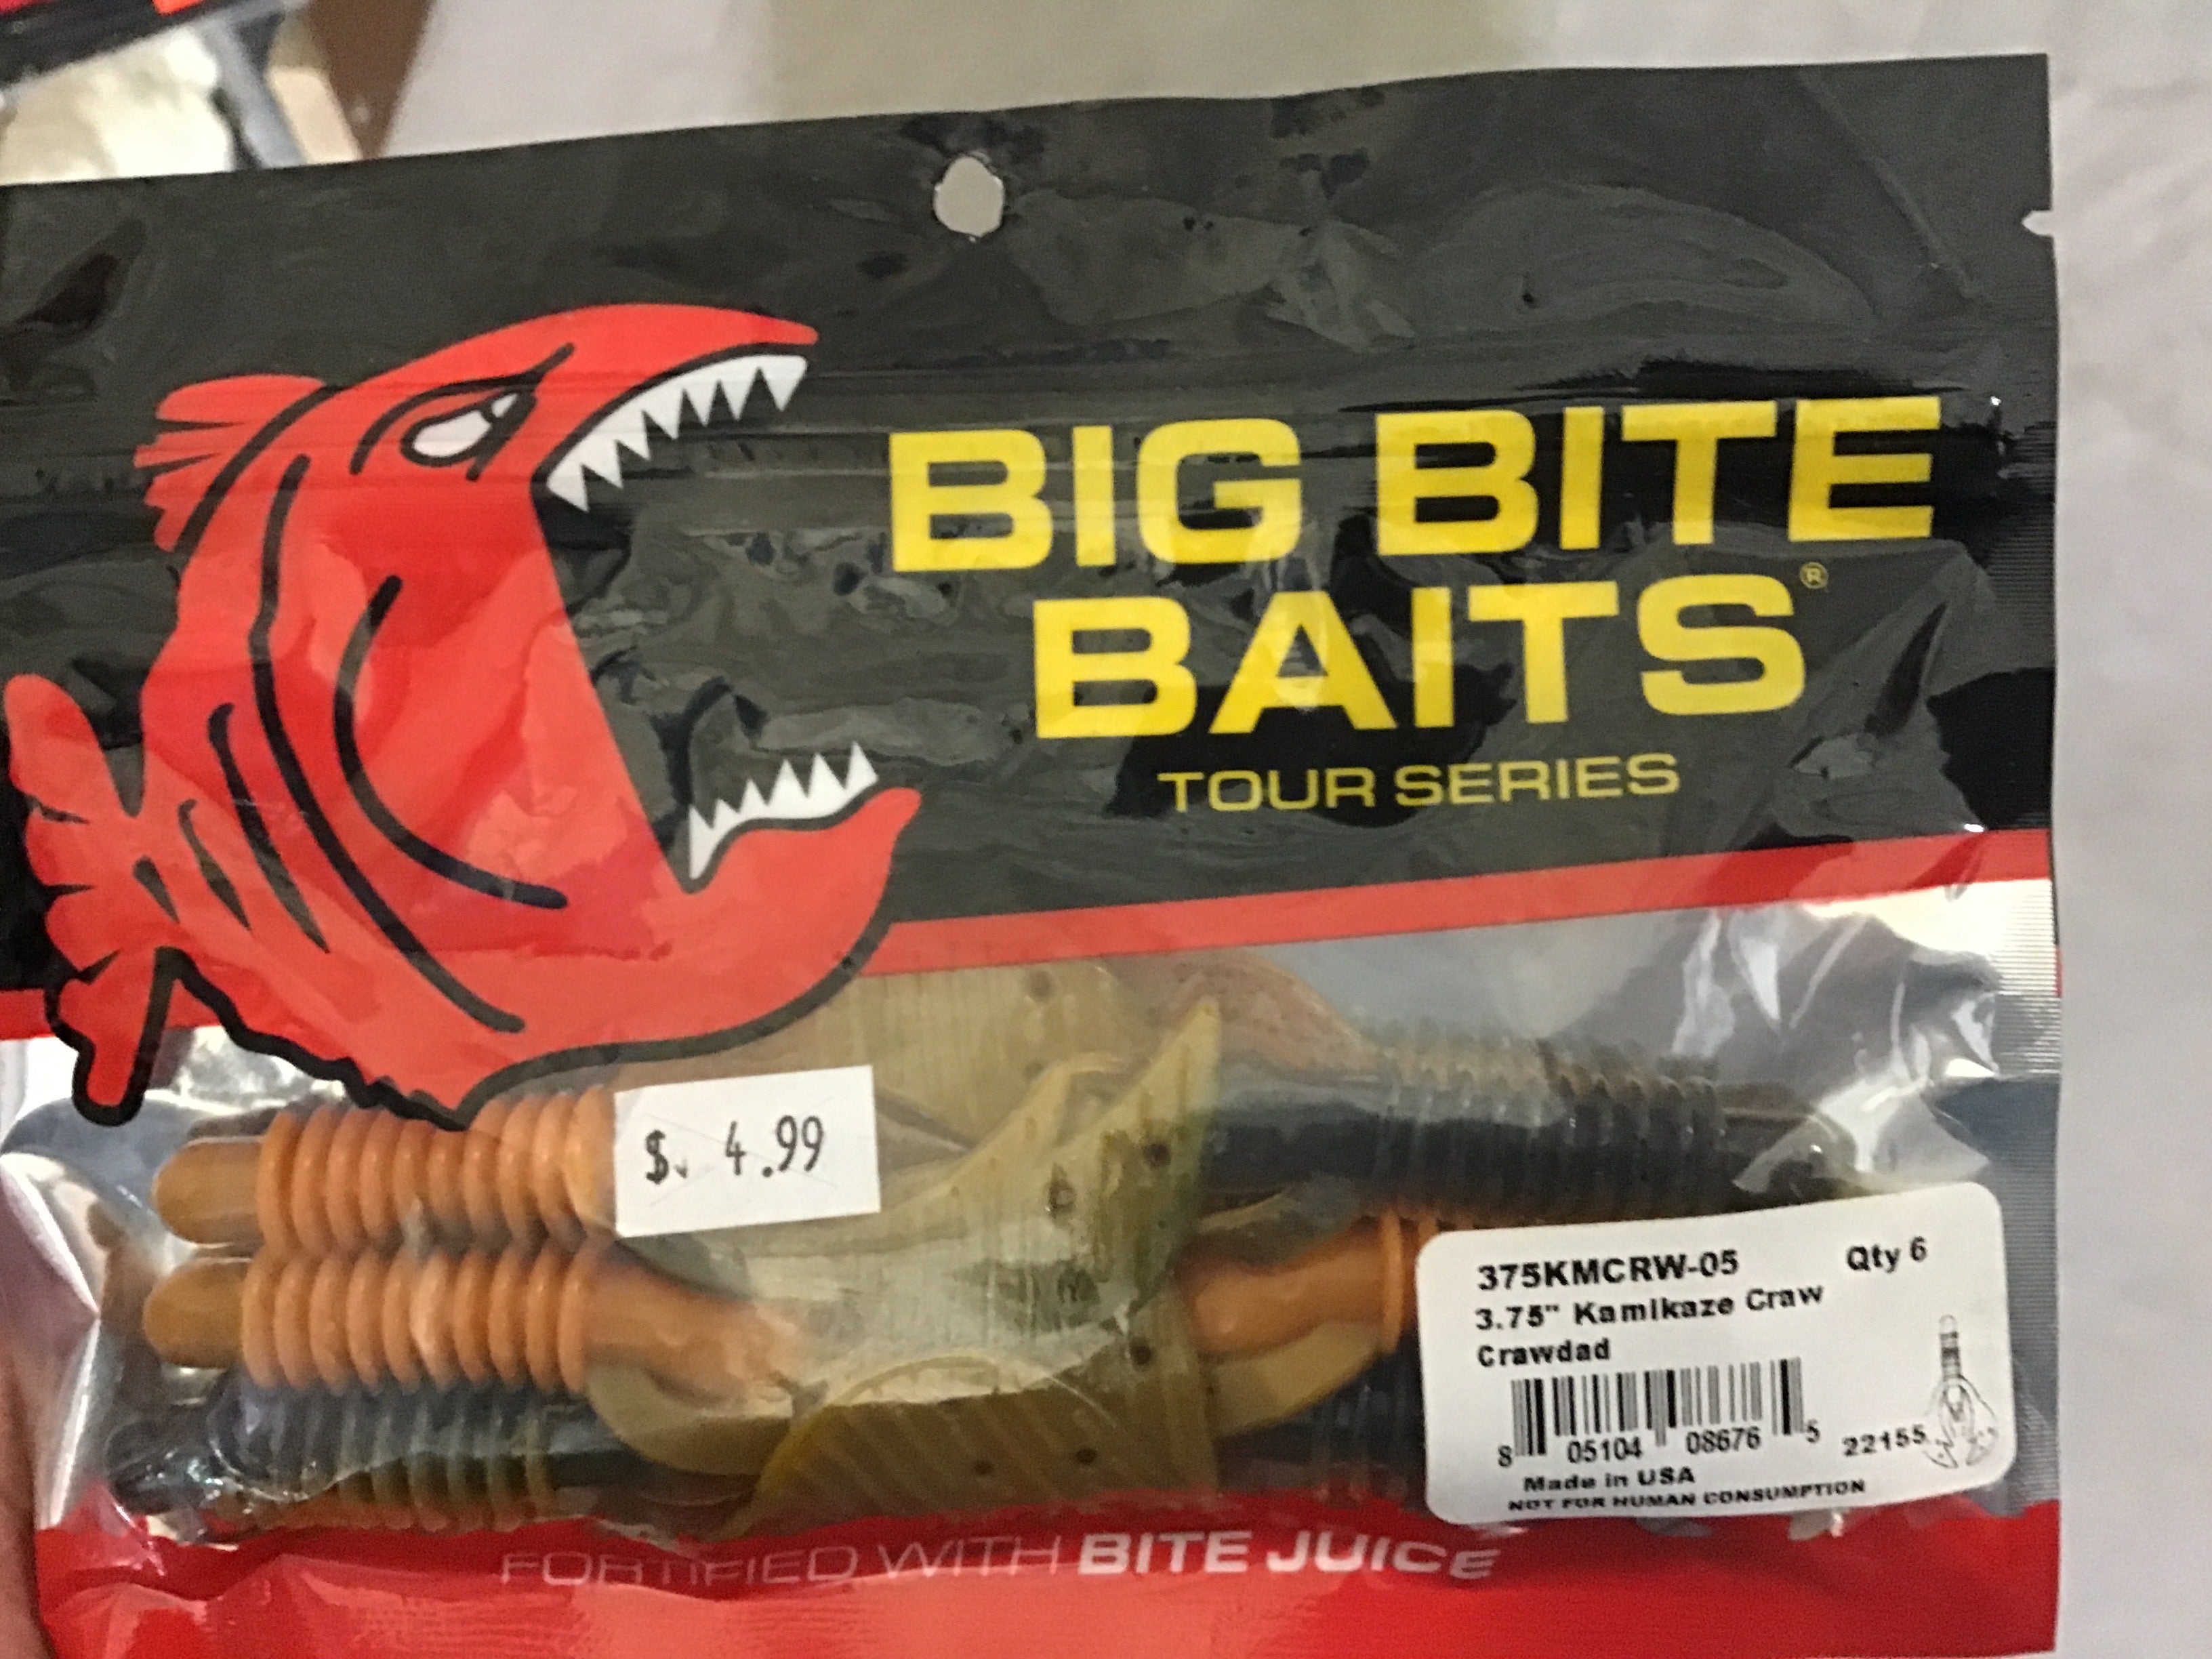 BIG BITE
BAITS®
TOUR SERIES
$. 4.99
375KMCRW-05 Qty 6
3.75" Kamikaze Craw
Crawdad
8 05104 08676 5 22155
Made in USA
NOT FOR HUMAN CONSUMPTION
FORTIFIED WITH BITE JUICE